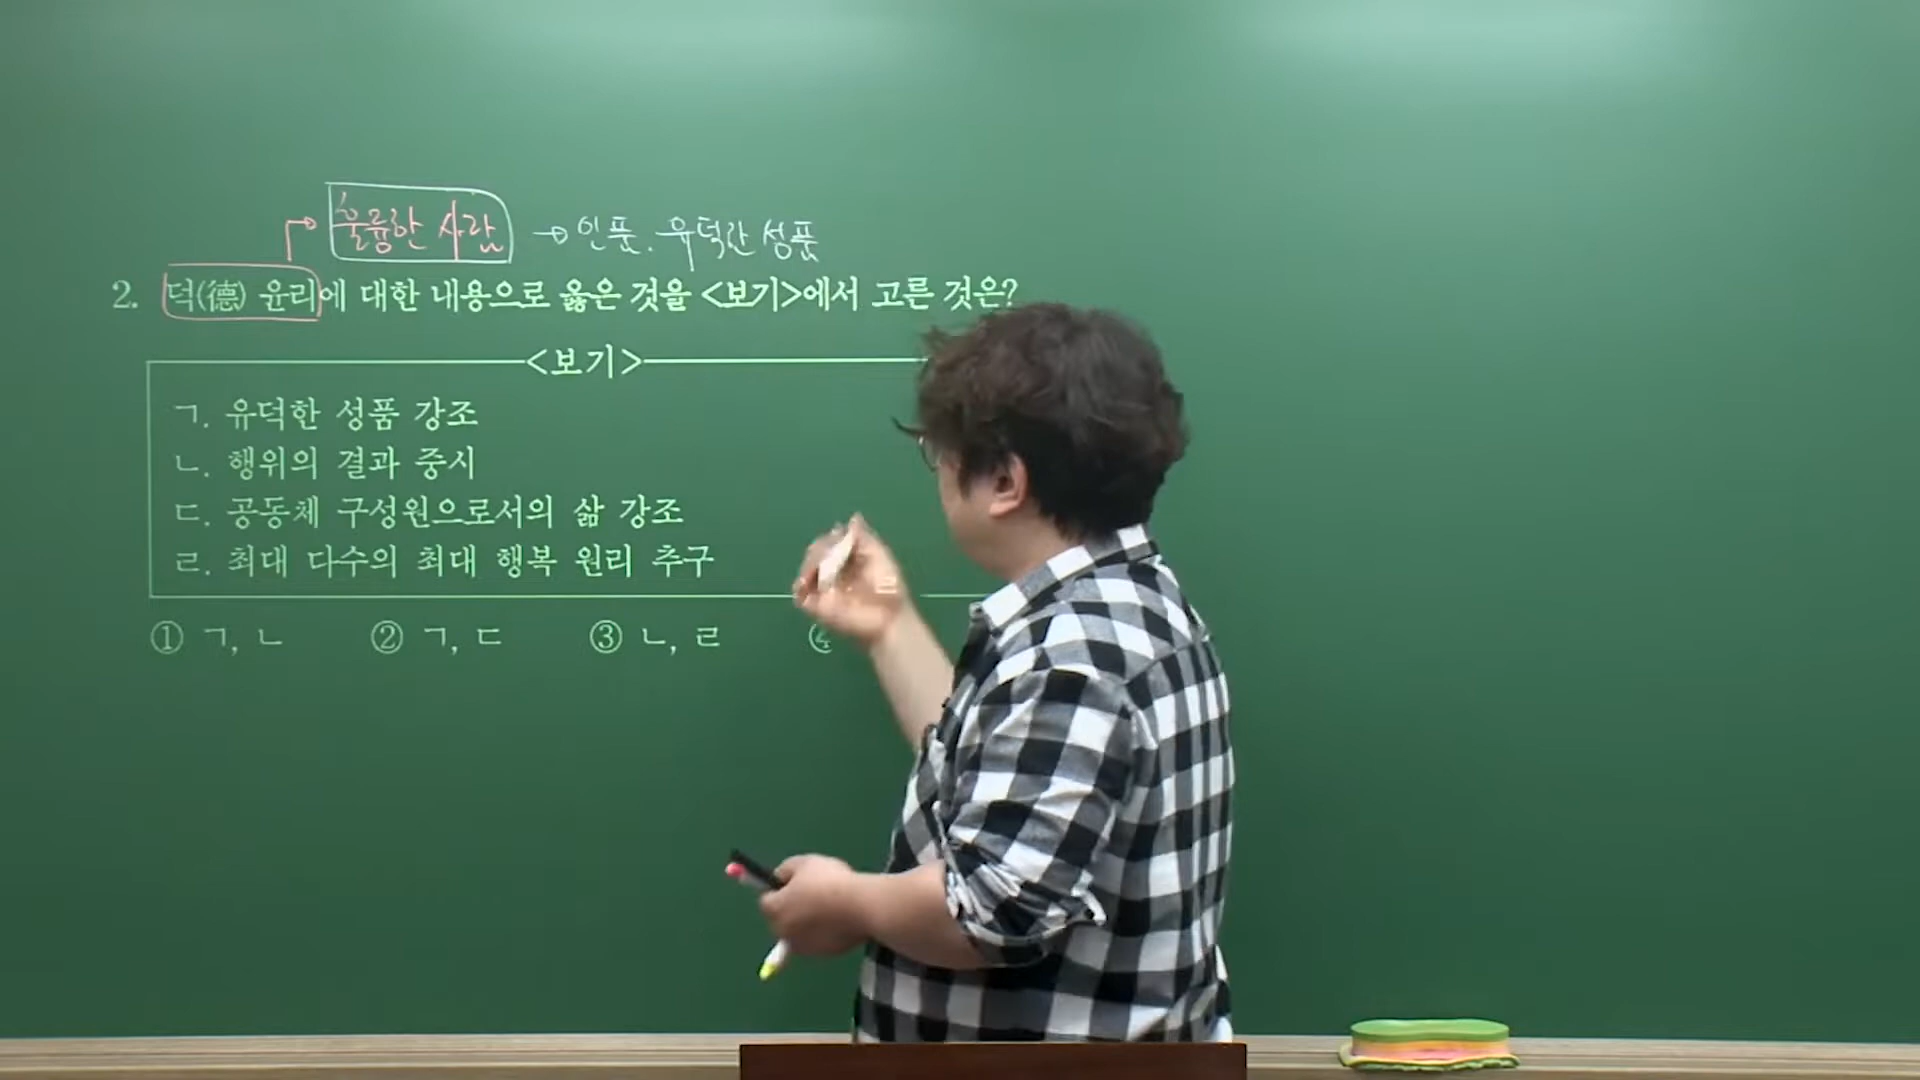 훌륭한 사람 → 인품. 유덕한 성품
2. 덕(德) 윤리에 대한 내용으로 옳은 것을 <보기>에서 고른 것은?
<보기>
ㄱ. 유덕한 성품 강조
ㄴ. 행위의 결과 중시
ㄷ. 공동체 구성원으로서의 삶 강조
ㄹ. 최대 다수의 최대 행복 원리 추구
① ㄱ, ㄴ ② ㄱ, ㄷ ③ ㄴ, ㄹ ④